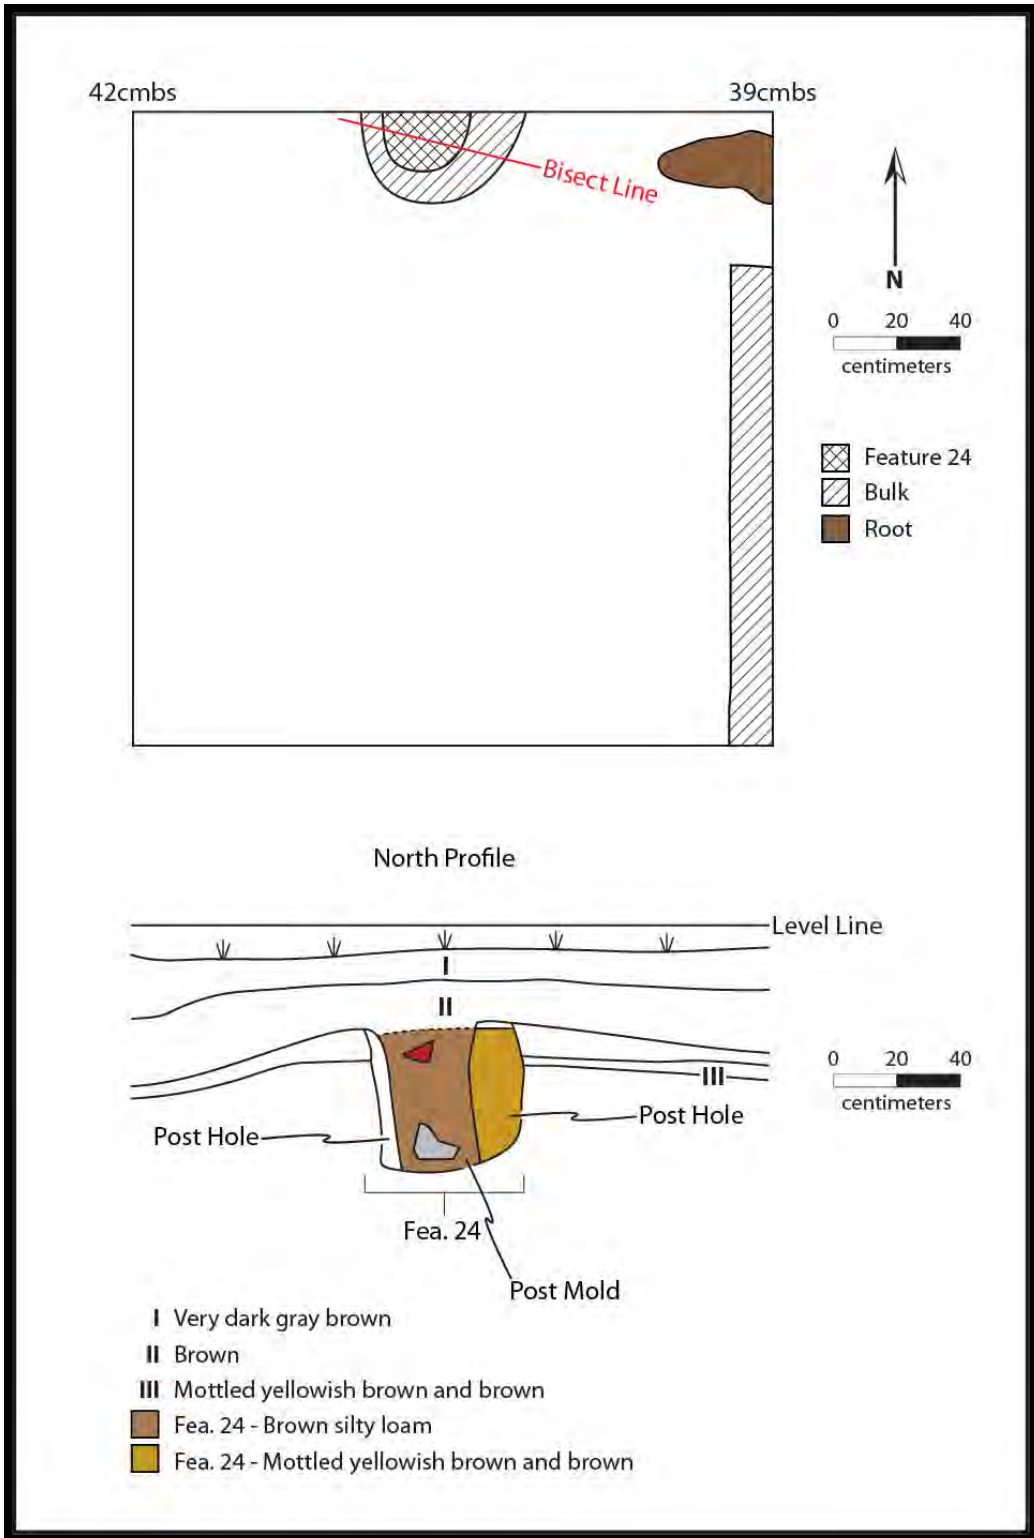 42cmbs
39cmbs
Bisect Line
N
0 20 40
centimeters
Feature 24
Bulk
Root
North Profile
Level Line
I
II
III
0 20 40
centimeters
Post Hole
Post Hole
Fea. 24
Post Mold
I Very dark gray brown
II Brown
III Mottled yellowish brown and brown
Fea. 24 - Brown silty loam
Fea. 24 - Mottled yellowish brown and brown